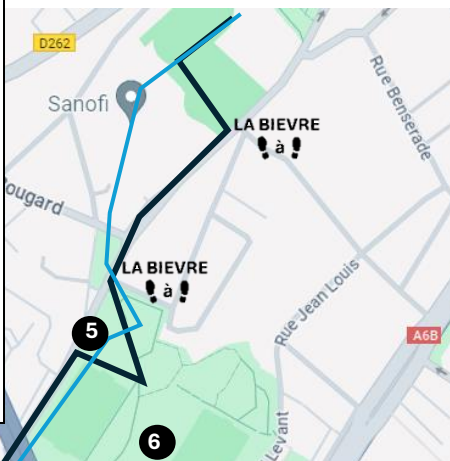 D262
Sanofi
Rue Benserade
LA BIEVRE
à
ougard
LA BIEVRE
à
Rue Jean Louis
5
A6B
6
Levant